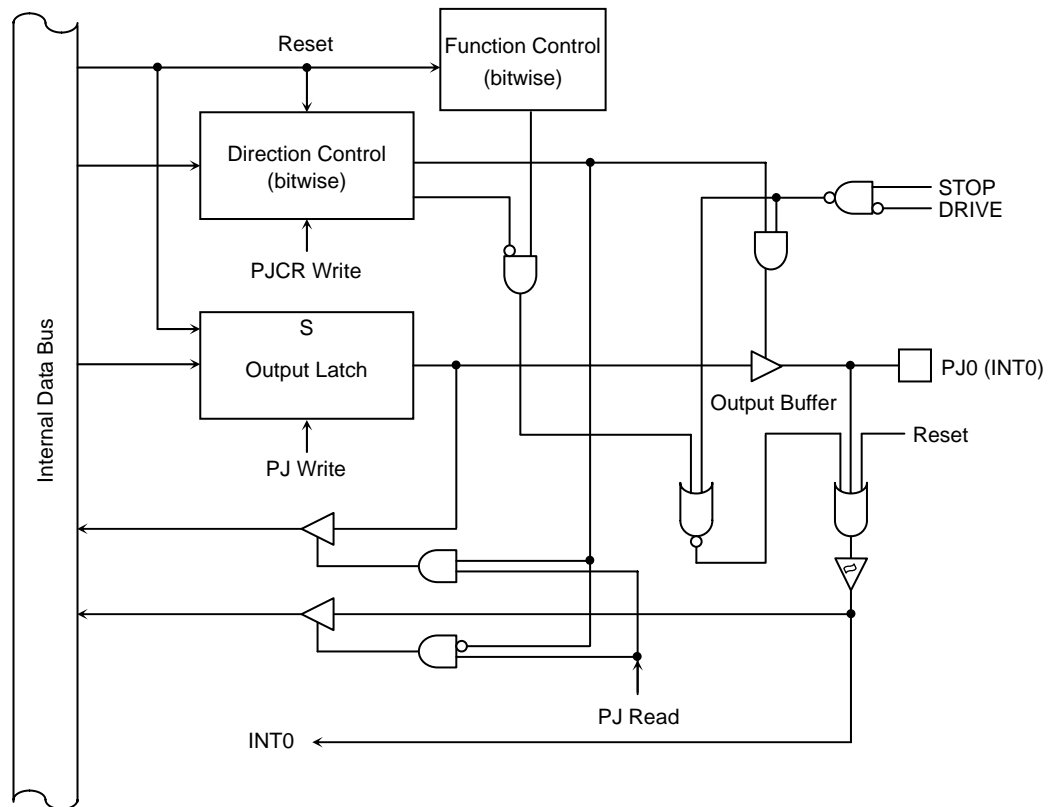 Reset
Function Control
(bitwise)
Direction Control
(bitwise)
STOP
DRIVE
PJCR Write
S
Output Latch
PJ0 (INT0)
Output Buffer
Reset
PJ Write
Internal Data Bus
PJ Read
INT0